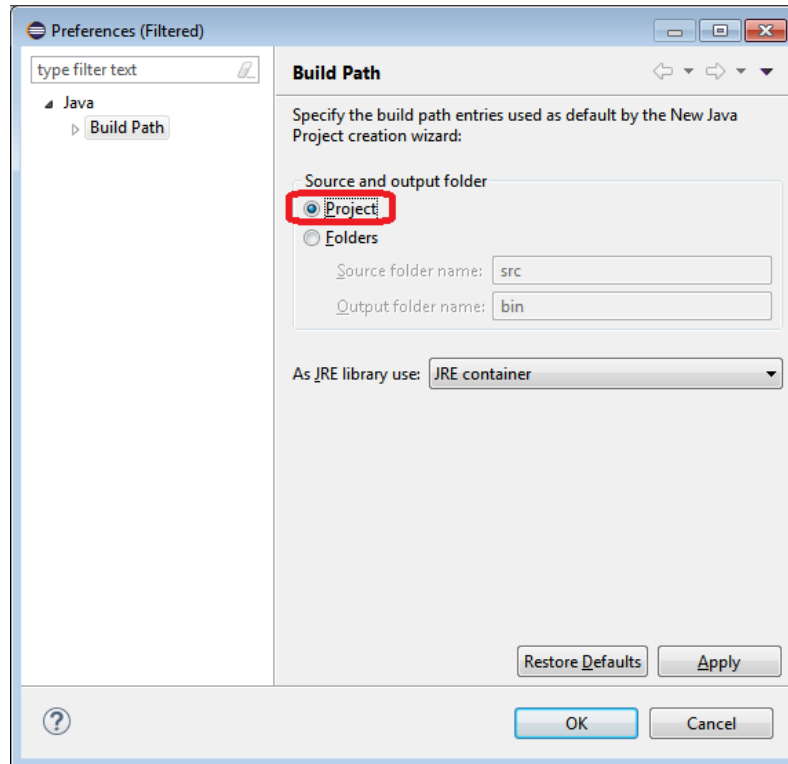 Preferences (Filtered)
type filter text
Java
Build Path
Build Path
Specify the build path entries used as default by the New Java
Project creation wizard:
Source and output folder
Project
Folders
Source folder name: src
Output folder name: bin
As JRE library use: JRE container
Restore Defaults Apply
? OK Cancel